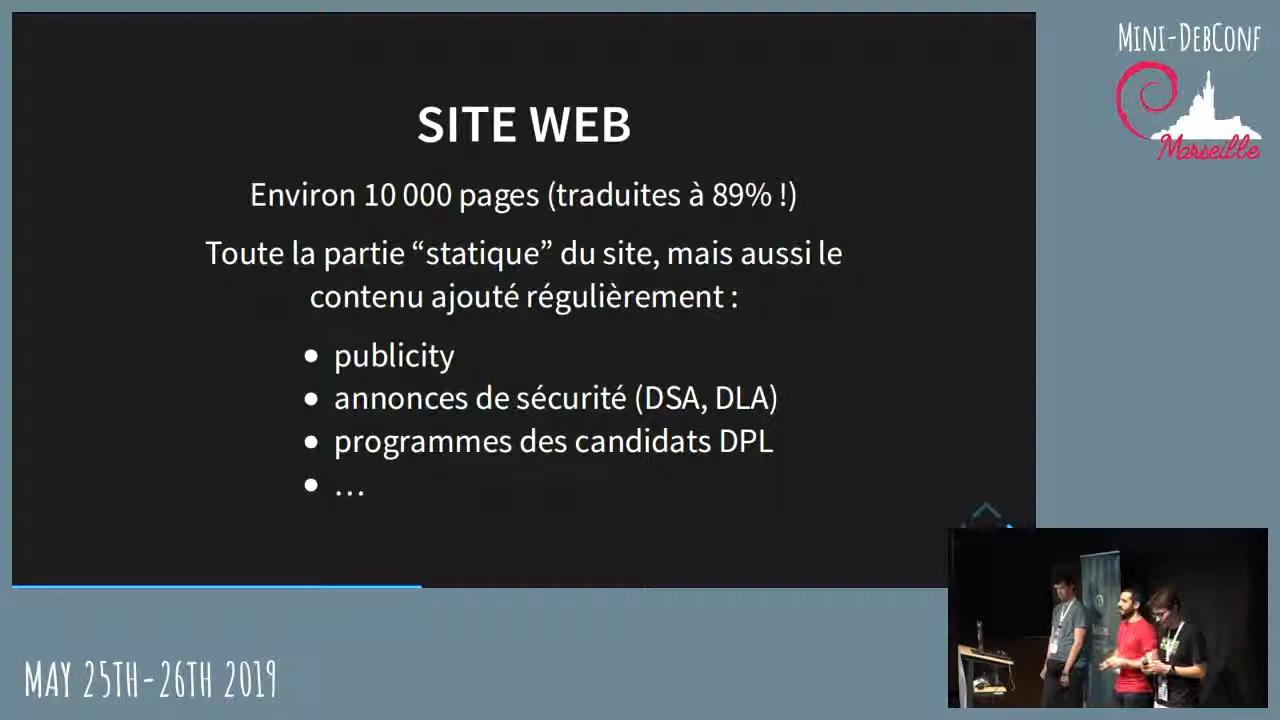 MINI-DEBCONF
Marseille
SITE WEB
Environ 10 000 pages (traduites à 89% !)
Toute la partie “statique” du site, mais aussi le
contenu ajouté régulièrement :
• publicity
• annonces de sécurité (DSA, DLA)
• programmes des candidats DPL
• …
MAY 25TH-26TH 2019